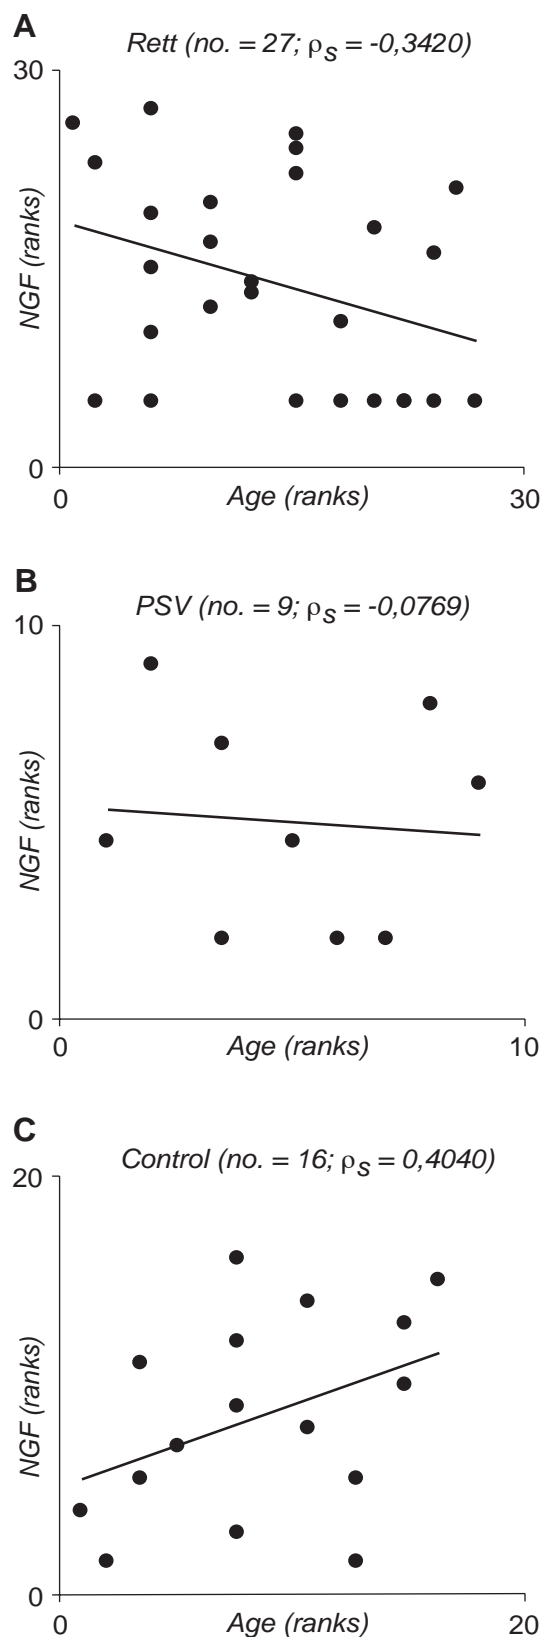 A
Rett (no. = 27; ρs = -0,3420)
30
NGF (ranks)
0
0
Age (ranks)
30
B
PSV (no. = 9; ρs = -0,0769)
10
NGF (ranks)
0
0
Age (ranks)
10
C
Control (no. = 16; ρs = 0,4040)
20
NGF (ranks)
0
0
Age (ranks)
20